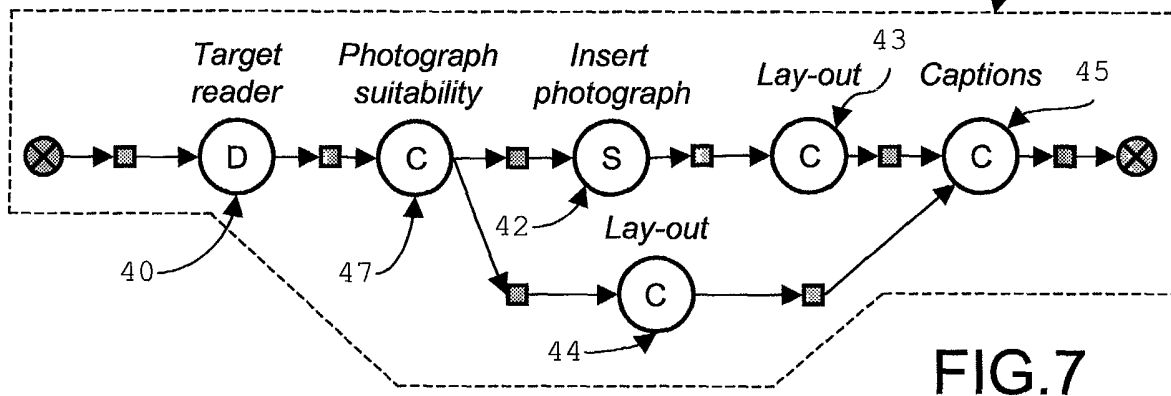 Target
reader
Photograph
suitability
Insert
photograph
Lay-out
43
Captions
45
D
C
S
C
C
40
47
42
Lay-out
C
44
FIG.7